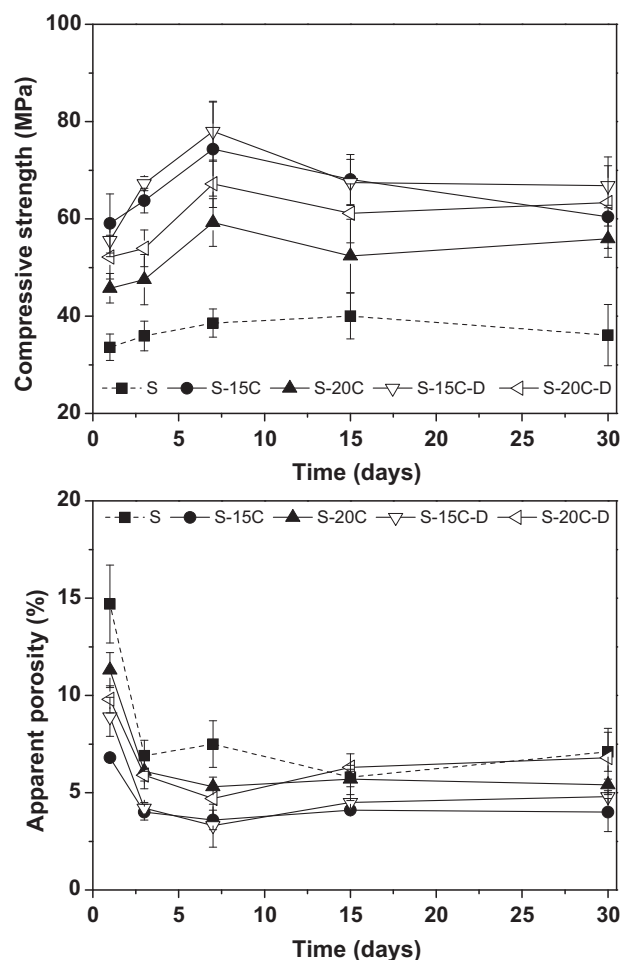 100
80
60
40
20
Compressive strength (MPa)
S S-15C S-20C S-15C-D S-20C-D
0 5 10 15 20 25 30
Time (days)
20
15
10
5
0
Apparent porosity (%)
S S-15C S-20C S-15C-D S-20C-D
0 5 10 15 20 25 30
Time (days)